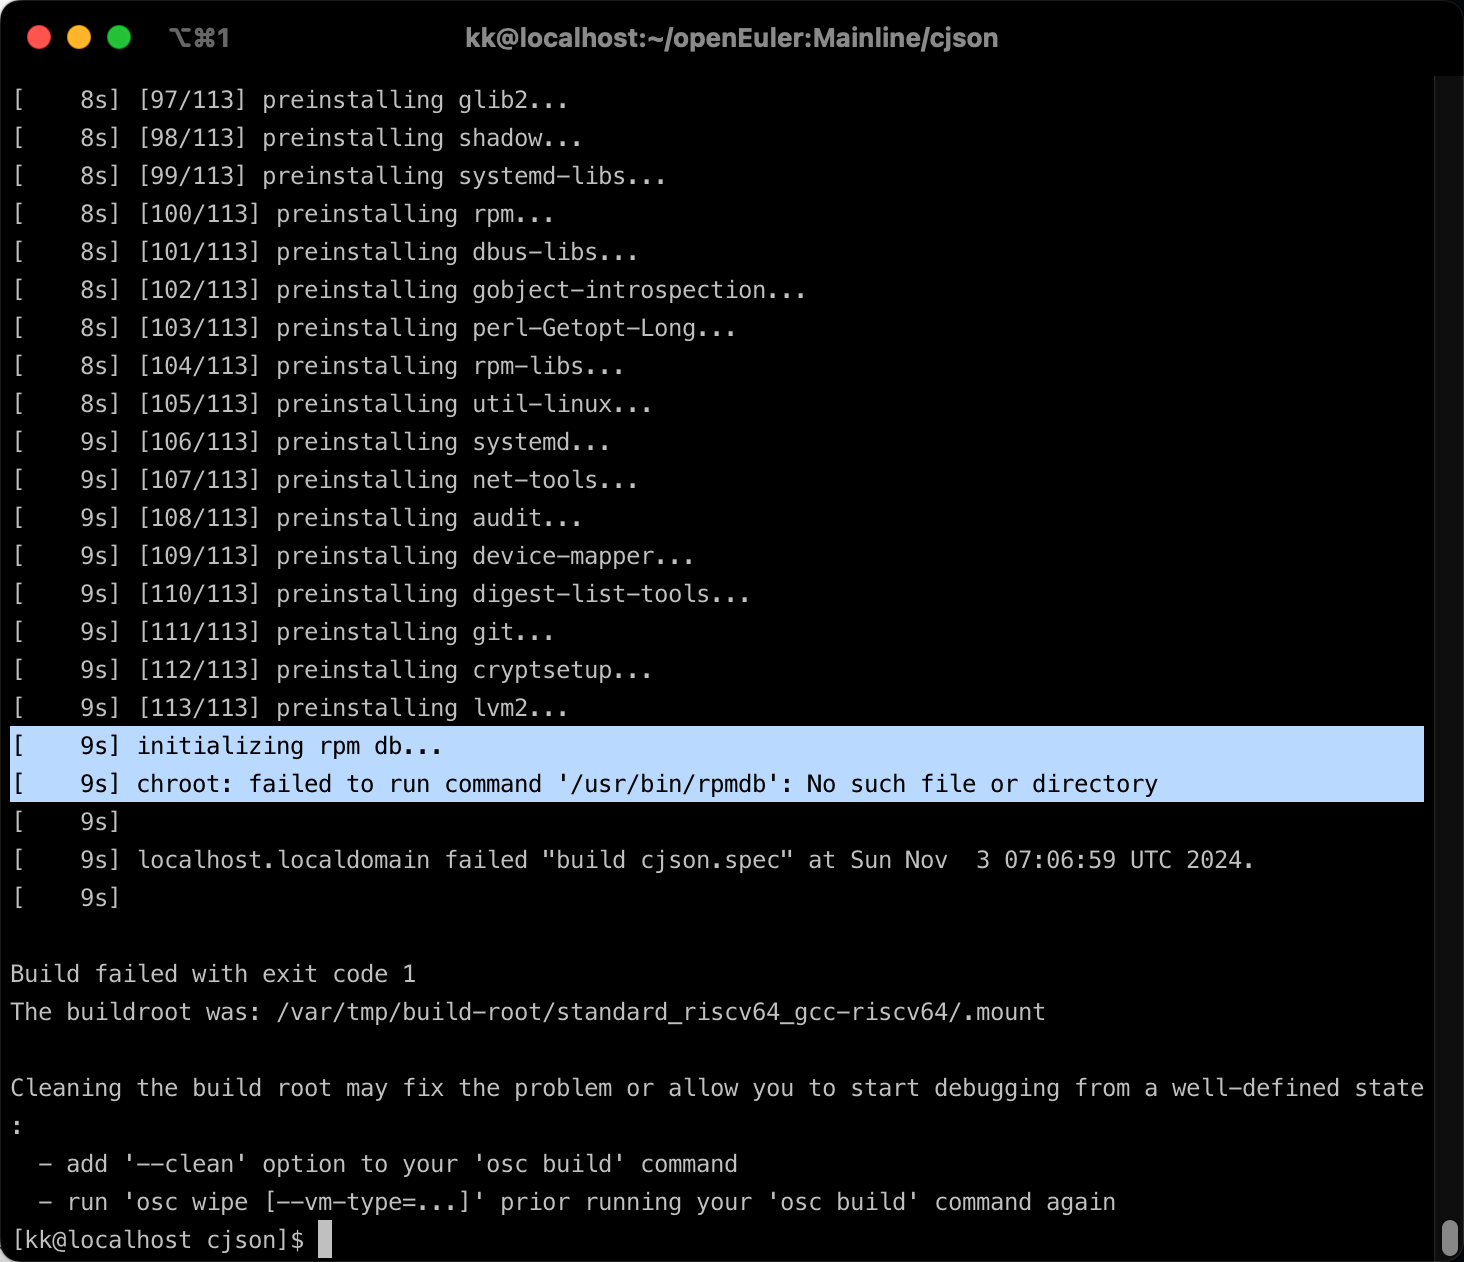 ⌥⌘1
kk@localhost:~/openEuler:Mainline/cjson
[    8s] [97/113] preinstalling glib2...
[    8s] [98/113] preinstalling shadow...
[    8s] [99/113] preinstalling systemd-libs...
[    8s] [100/113] preinstalling rpm...
[    8s] [101/113] preinstalling dbus-libs...
[    8s] [102/113] preinstalling gobject-introspection...
[    8s] [103/113] preinstalling perl-Getopt-Long...
[    8s] [104/113] preinstalling rpm-libs...
[    8s] [105/113] preinstalling util-linux...
[    9s] [106/113] preinstalling systemd...
[    9s] [107/113] preinstalling net-tools...
[    9s] [108/113] preinstalling audit...
[    9s] [109/113] preinstalling device-mapper...
[    9s] [110/113] preinstalling digest-list-tools...
[    9s] [111/113] preinstalling git...
[    9s] [112/113] preinstalling cryptsetup...
[    9s] [113/113] preinstalling lvm2...
[    9s] initializing rpm db...
[    9s] chroot: failed to run command '/usr/bin/rpmdb': No such file or directory
[    9s]
[    9s] localhost.localdomain failed "build cjson.spec" at Sun Nov  3 07:06:59 UTC 2024.
[    9s]
Build failed with exit code 1
The buildroot was: /var/tmp/build-root/standard_riscv64_gcc-riscv64/.mount
Cleaning the build root may fix the problem or allow you to start debugging from a well-defined state
:
  - add '--clean' option to your 'osc build' command
  - run 'osc wipe [--vm-type=...]' prior running your 'osc build' command again
[kk@localhost cjson]$